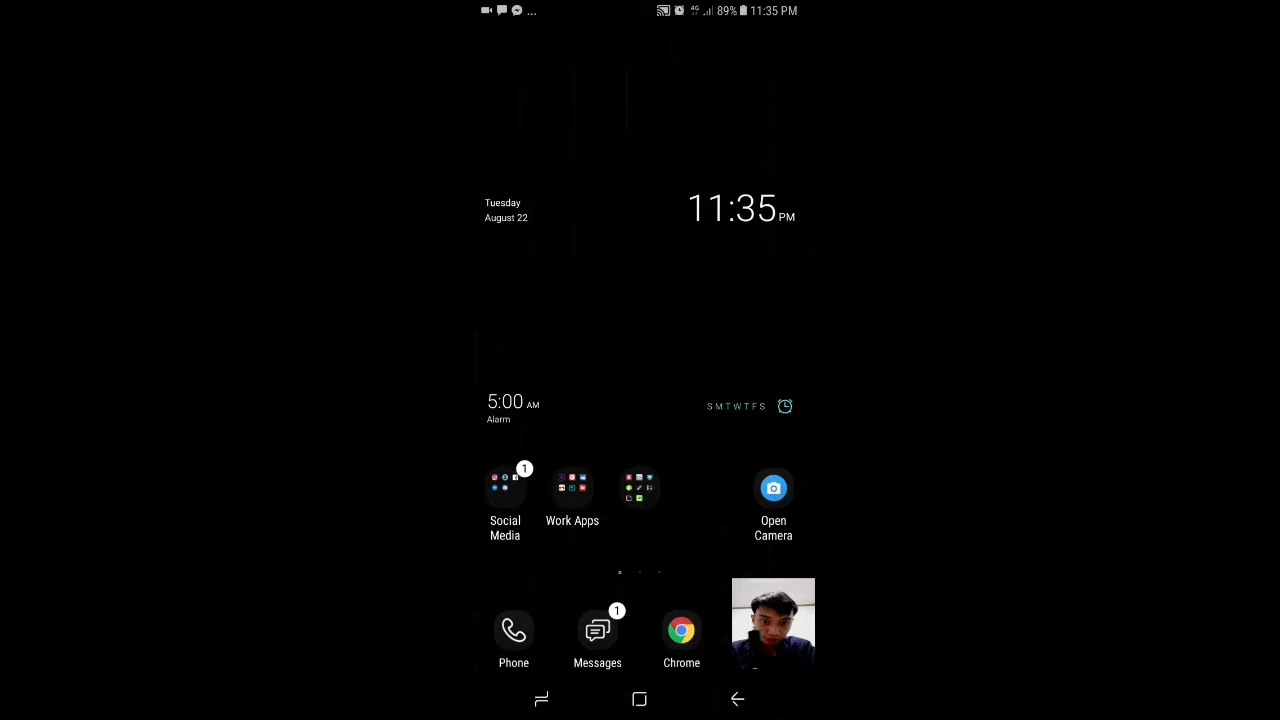 ... 4G 89% 11:35 PM
Tuesday
August 22
11:35 PM
5:00 AM
Alarm
S M T W T F S
1
Social
Media
Work Apps
Open
Camera
1
Phone
Messages
Chrome